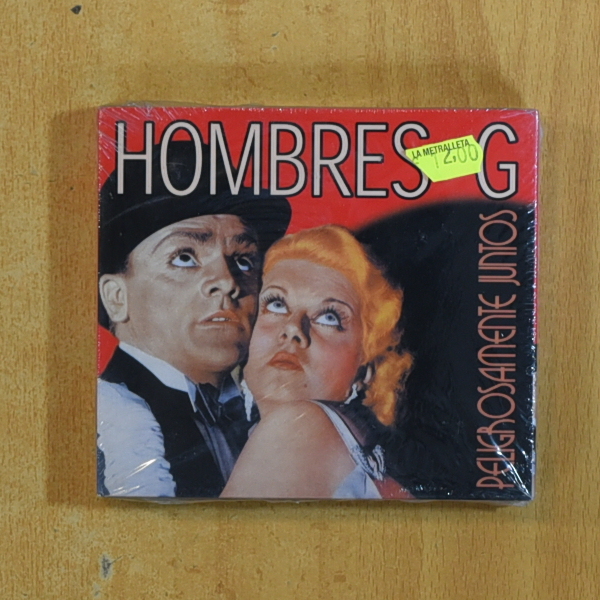 HOMBRES G
LA METRALLETA
12,00
PELIGROSAMENTE JUNTOS